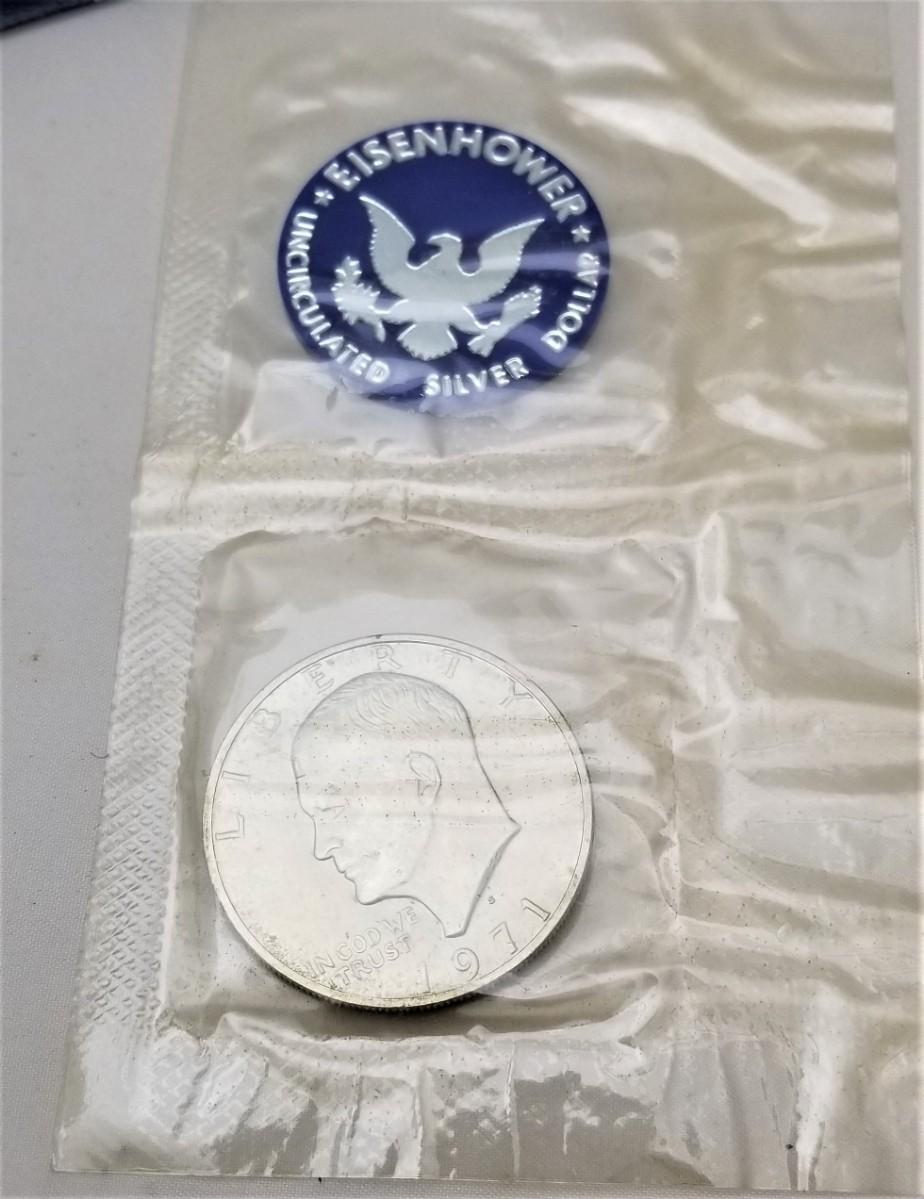 ★ EISENHOWER ★
UNCIRCULATED SILVER DOLLAR
LIBERTY
IN GOD WE
TRUST
S
1971